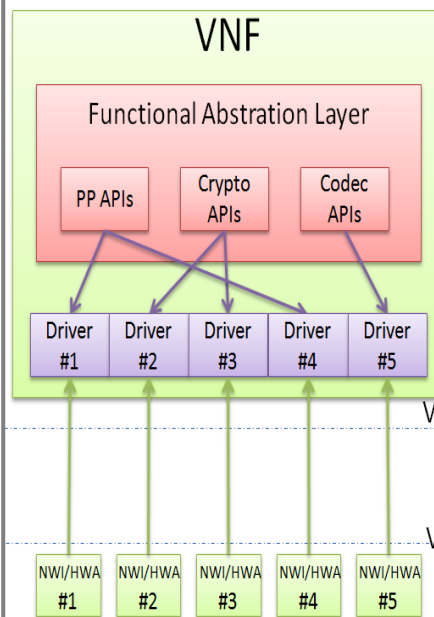 VNF
Functional Abstration Layer
PP APIs
Crypto
APIs
Codec
APIs
Driver
#1
Driver
#2
Driver
#3
Driver
#4
Driver
#5
V
V
NWI/HWA
#1
NWI/HWA
#2
NWI/HWA
#3
NWI/HWA
#4
NWI/HWA
#5